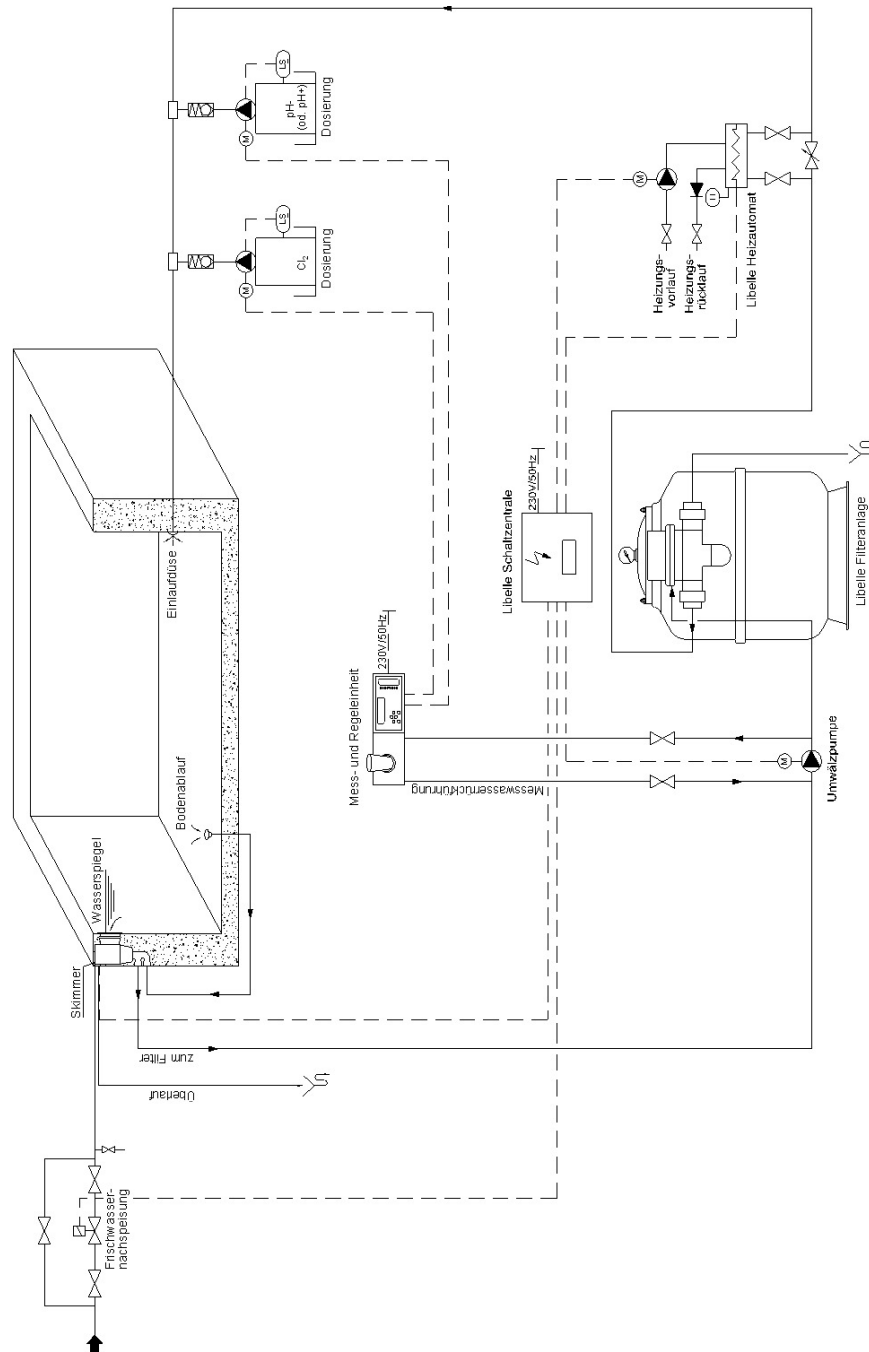 Frischwasser-
nachspeisung
Überlauf
zum Filter
Skimmer
Wasserspiegel
Bodenablauf
Einlaufdüse
Mess- und Regeleinheit
230V/50Hz
Messwasserrückführung
Umwälzpumpe
M
Libelle Schaltzentrale
230V/50Hz
Libelle Filteranlage
Cl2
M
LS
Dosierung
pH-
(od. pH+)
M
LS
Dosierung
M
Heizungs-
vorlauf
Heizungs-
rücklauf
Libelle Heizautomat